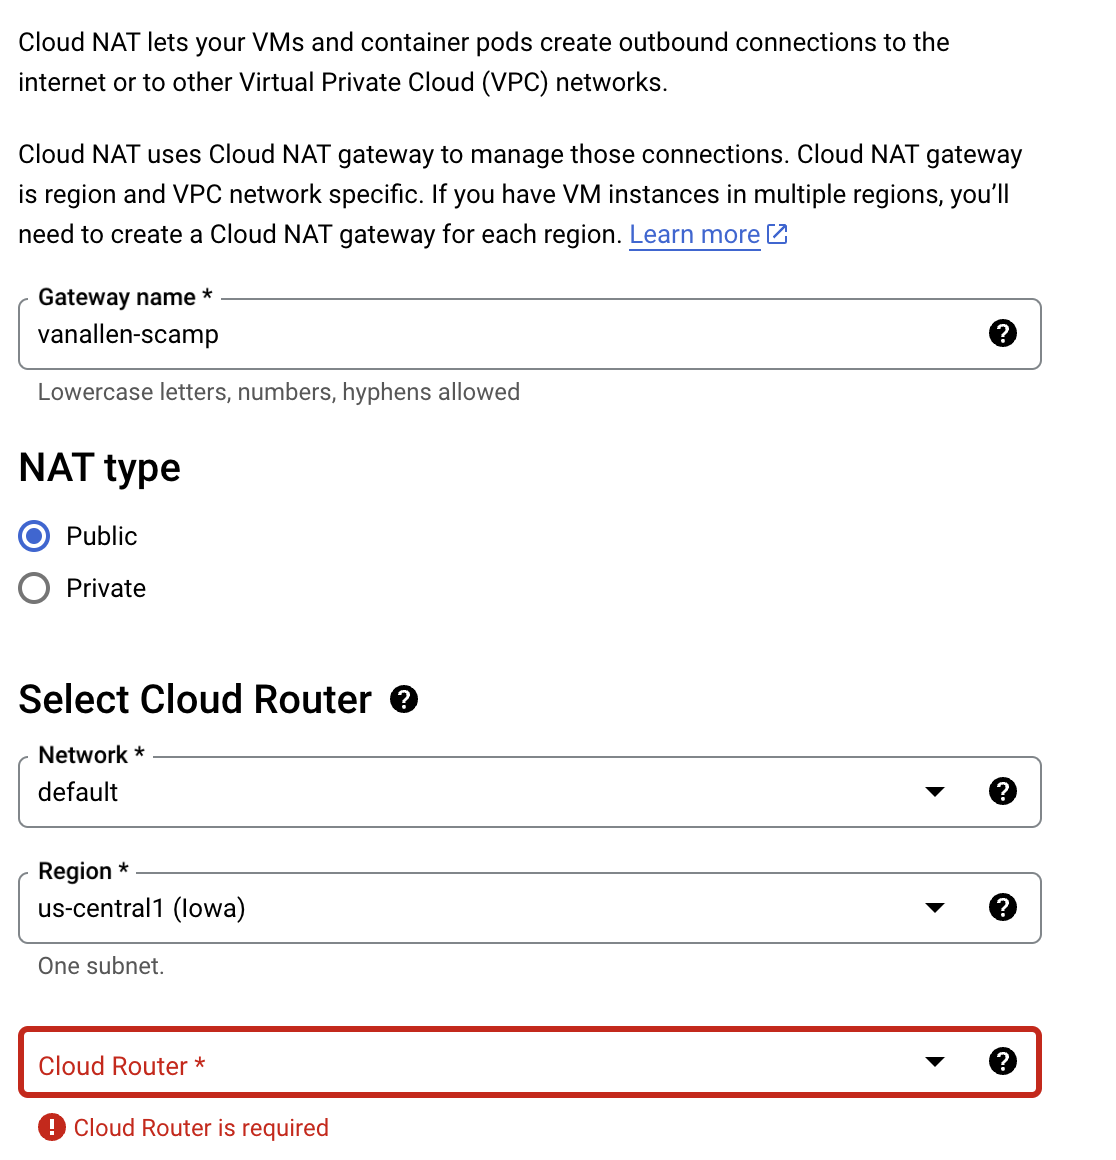 Cloud NAT lets your VMs and container pods create outbound connections to the
internet or to other Virtual Private Cloud (VPC) networks.
Cloud NAT uses Cloud NAT gateway to manage those connections. Cloud NAT gateway
is region and VPC network specific. If you have VM instances in multiple regions, you’ll
need to create a Cloud NAT gateway for each region. Learn more
Gateway name *
vanallen-scamp
Lowercase letters, numbers, hyphens allowed
NAT type
Public
Private
Select Cloud Router
Network *
default
Region *
us-central1 (Iowa)
One subnet.
Cloud Router *
Cloud Router is required